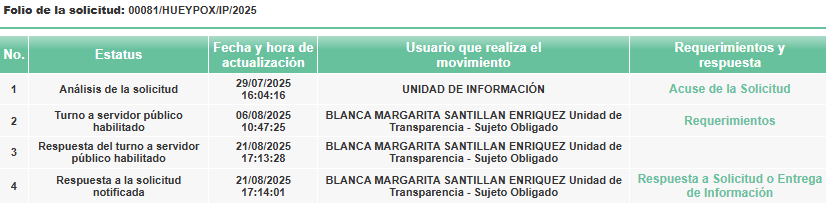 Folio de la solicitud: 00081/HUEYPOX/IP/2025
No. Estatus Fecha y hora de actualización Usuario que realiza el movimiento Requerimientos y respuesta
1 Análisis de la solicitud 29/07/2025 16:04:16 UNIDAD DE INFORMACIÓN Acuse de la Solicitud
2 Turno a servidor público habilitado 06/08/2025 10:47:25 BLANCA MARGARITA SANTILLAN ENRIQUEZ Unidad de Transparencia - Sujeto Obligado Requerimientos
3 Respuesta del turno a servidor público habilitado 21/08/2025 17:13:28 BLANCA MARGARITA SANTILLAN ENRIQUEZ Unidad de Transparencia - Sujeto Obligado
4 Respuesta a la solicitud notificada 21/08/2025 17:14:01 BLANCA MARGARITA SANTILLAN ENRIQUEZ Unidad de Transparencia - Sujeto Obligado Respuesta a Solicitud o Entrega de Información